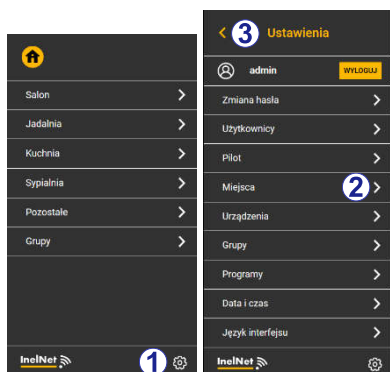 Salon
Jadalnia
Kuchnia
Sypialnia
Pozostałe
Grupy
InelNet
1
3 Ustawienia
admin WYLOGUJ
Zmiana hasła
Użytkownicy
Pilot
Miejsca 2
Urządzenia
Grupy
Programy
Data i czas
Język interfejsu
InelNet